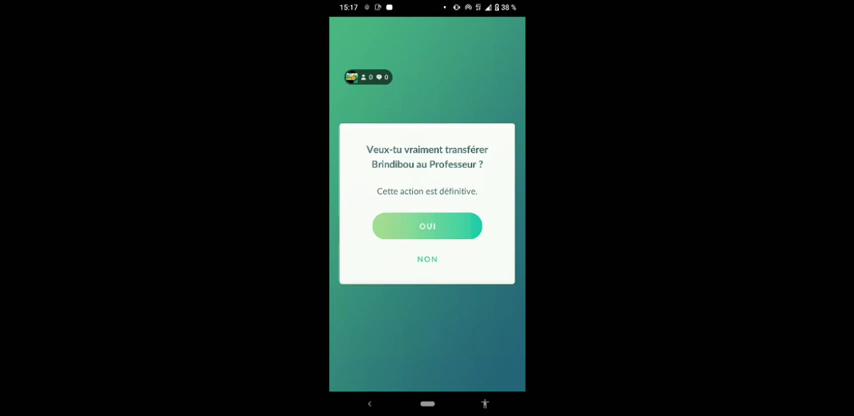 15:17
38 %
0 0
Veux-tu vraiment transférer
Brindibou au Professeur ?
Cette action est définitive.
OUI
NON